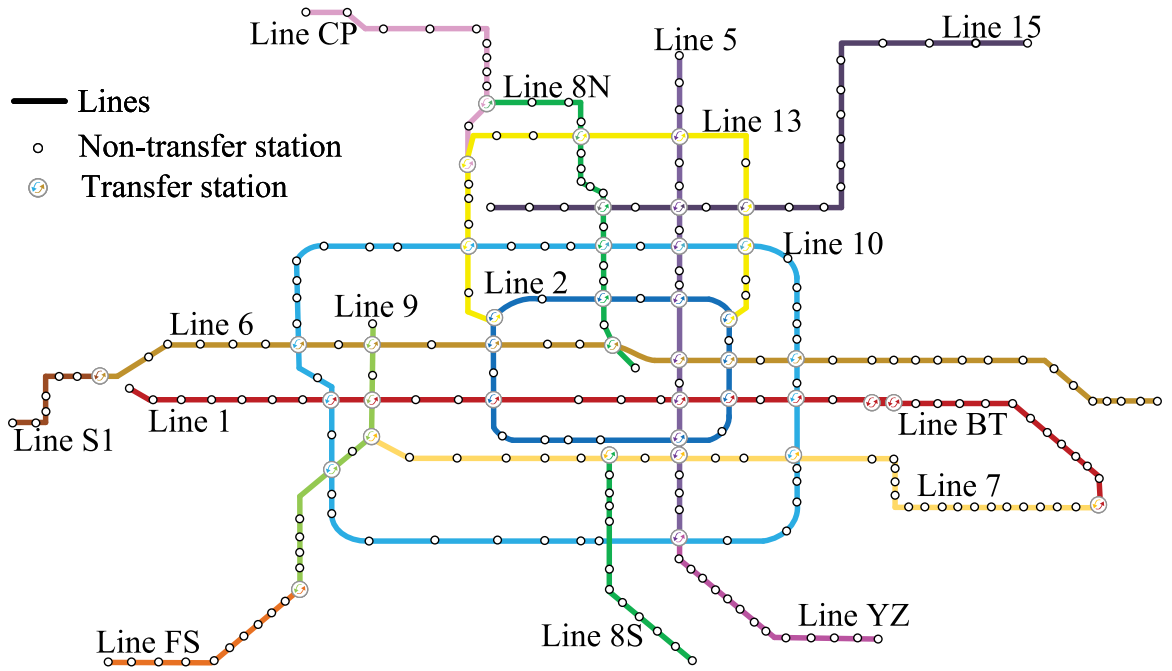 Line CP
Line 5
Line 15
Lines
Line 8N
Line 13
Non-transfer station
Transfer station
Line 10
Line 2
Line 9
Line 6
Line 1
Line S1
Line BT
Line 7
Line FS
Line 8S
Line YZ